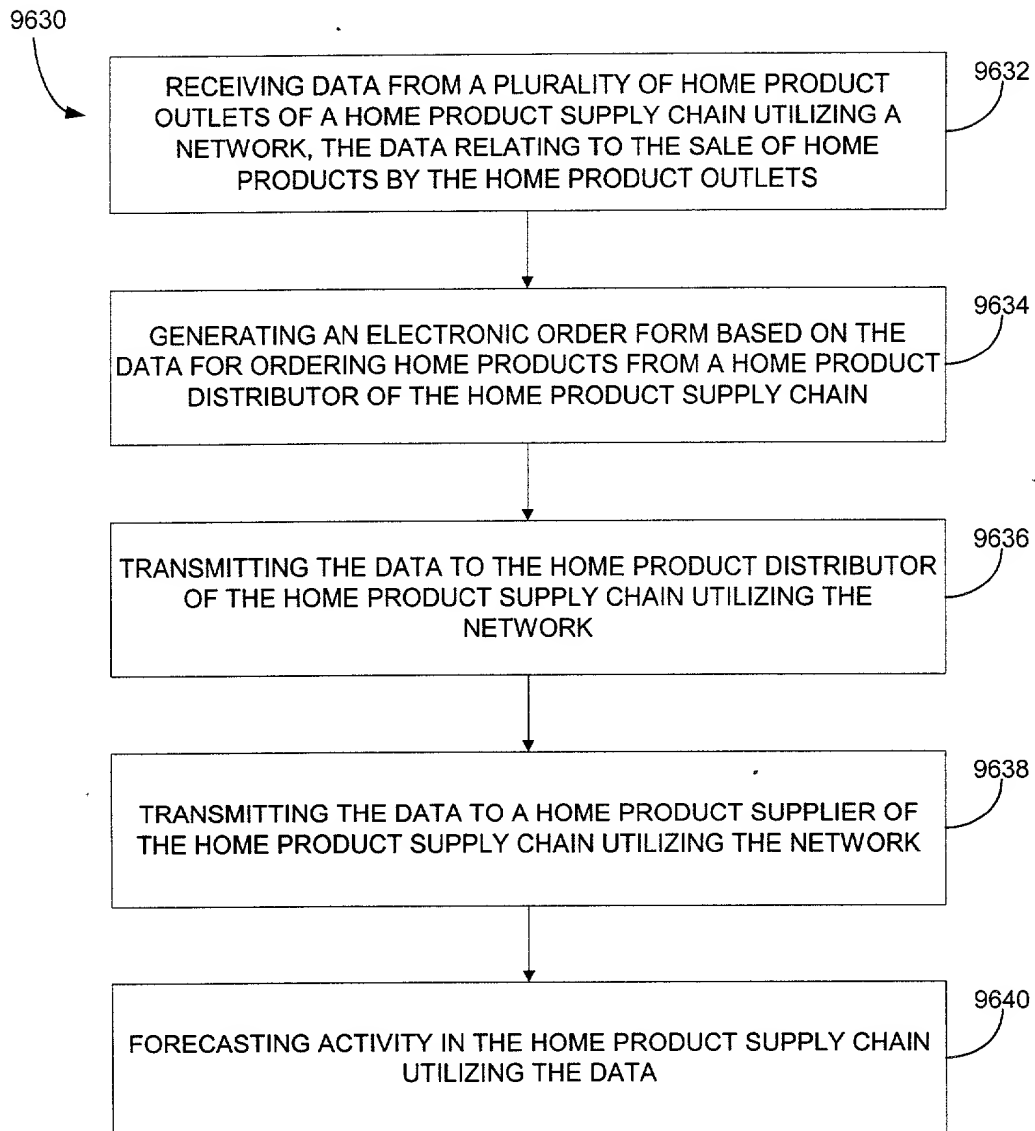 9630
9632
RECEIVING DATA FROM A PLURALITY OF HOME PRODUCT
OUTLETS OF A HOME PRODUCT SUPPLY CHAIN UTILIZING A
NETWORK, THE DATA RELATING TO THE SALE OF HOME
PRODUCTS BY THE HOME PRODUCT OUTLETS
9634
GENERATING AN ELECTRONIC ORDER FORM BASED ON THE
DATA FOR ORDERING HOME PRODUCTS FROM A HOME PRODUCT
DISTRIBUTOR OF THE HOME PRODUCT SUPPLY CHAIN
9636
TRANSMITTING THE DATA TO THE HOME PRODUCT DISTRIBUTOR
OF THE HOME PRODUCT SUPPLY CHAIN UTILIZING THE
NETWORK
9638
TRANSMITTING THE DATA TO A HOME PRODUCT SUPPLIER OF
THE HOME PRODUCT SUPPLY CHAIN UTILIZING THE NETWORK
9640
FORECASTING ACTIVITY IN THE HOME PRODUCT SUPPLY CHAIN
UTILIZING THE DATA